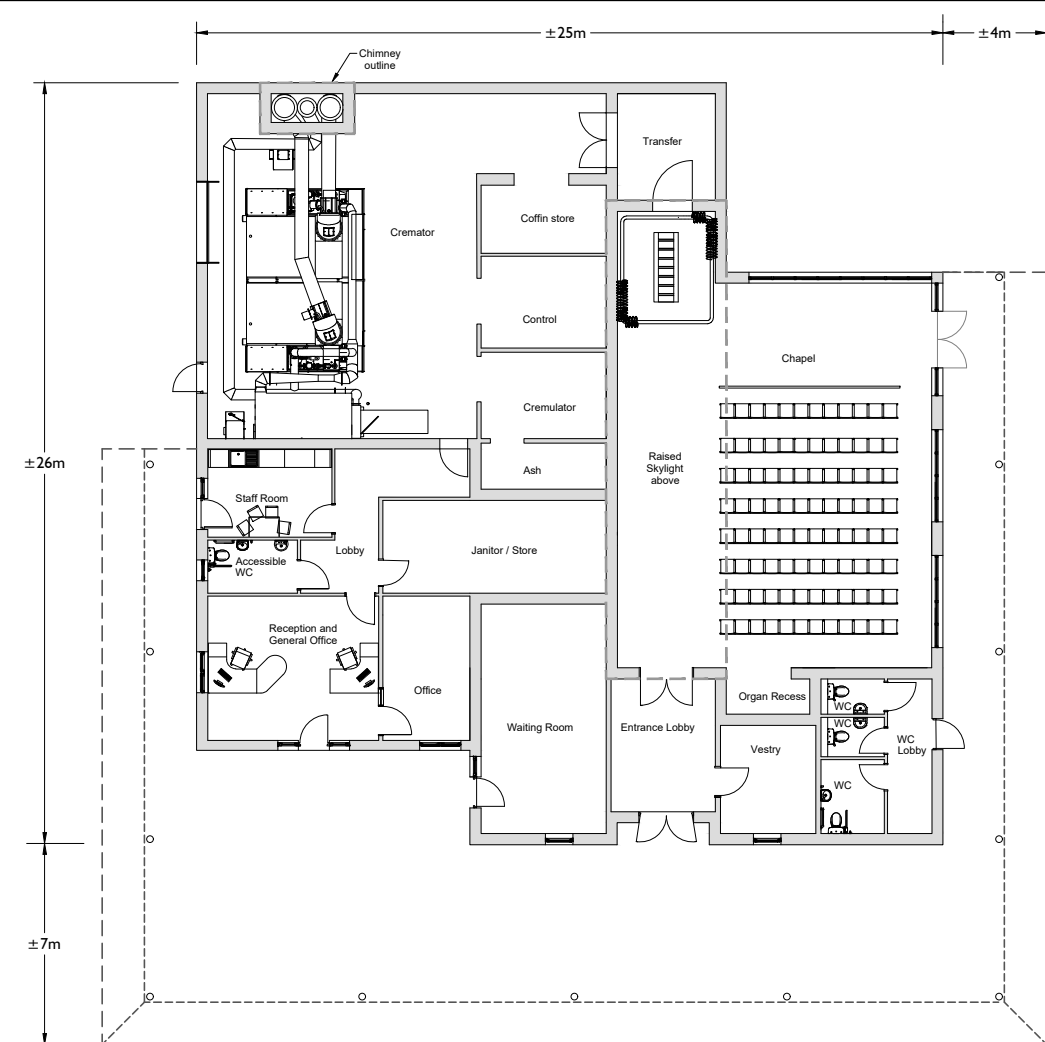 ±25m
±4m
Chimney
outline
Transfer
Coffin store
Cremator
Control
Chapel
Cremulator
Raised
Skylight
above
±26m
Ash
Staff Room
Lobby
Janitor / Store
Accessible
WC
Reception and
General Office
Office
Organ Recess
WC
WC
Waiting Room
Entrance Lobby
Vestry
WC
Lobby
WC
±7m